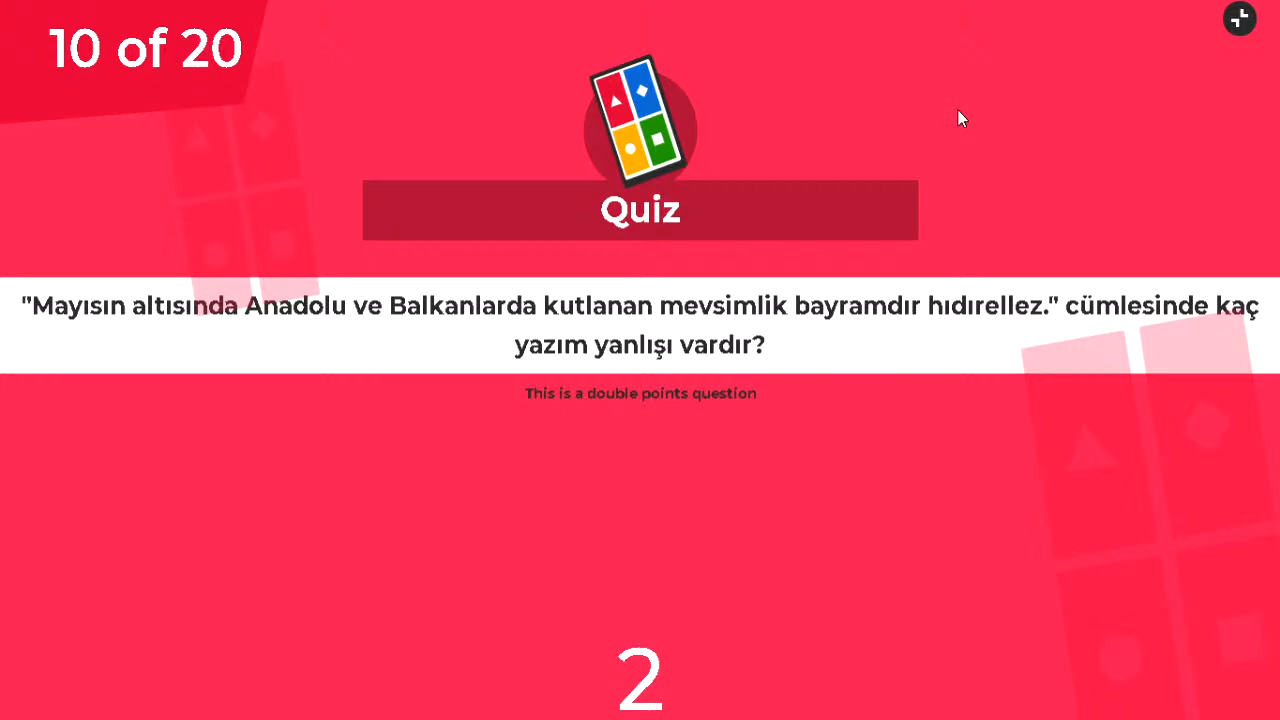 10 of 20
Quiz
"Mayısın altısında Anadolu ve Balkanlarda kutlanan mevsimlik bayramdır hıdırellez." cümlesinde kaç
yazım yanlışı vardır?
This is a double points question
2